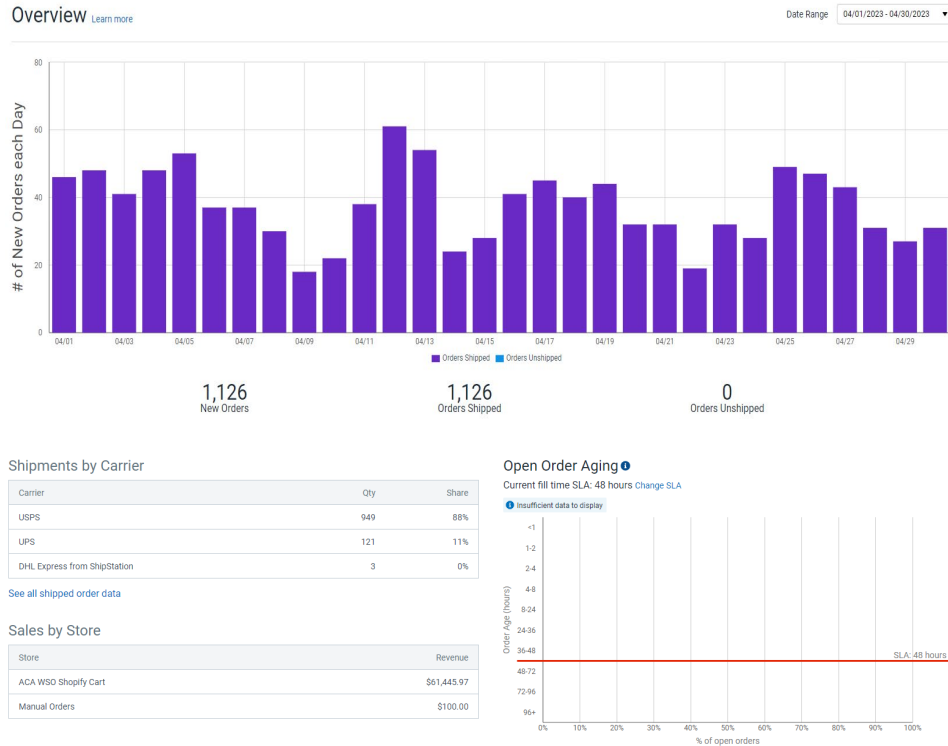 Overview Learn more
Date Range 04/01/2023 - 04/30/2023
# of New Orders each Day
80
60
40
20
0
04/01 04/03 04/05 04/07 04/09 04/11 04/13 04/15 04/17 04/19 04/21 04/23 04/25 04/27 04/29
Orders Shipped Orders Unshipped
1,126 1,126 0
New Orders Orders Shipped Orders Unshipped
Shipments by Carrier
Carrier Qty Share
USPS 949 88%
UPS 121 11%
DHL Express from ShipStation 3 0%
See all shipped order data
Sales by Store
Store Revenue
ACA WSO Shopify Cart $61,445.97
Manual Orders $100.00
Open Order Aging
Current fill time SLA: 48 hours Change SLA
Insufficient data to display
Order Age (hours)
<1
1-2
2-4
4-8
8-24
24-36
36-48
SLA: 48 hours
48-72
72-96
96+
0% 10% 20% 30% 40% 50% 60% 70% 80% 90% 100%
% of open orders